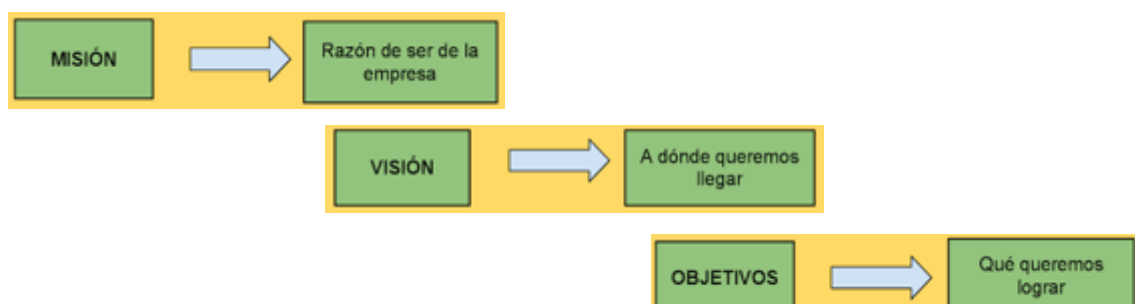 MISIÓN
Razón de ser de la
empresa
VISIÓN
A dónde queremos
llegar
OBJETIVOS
Qué queremos
lograr